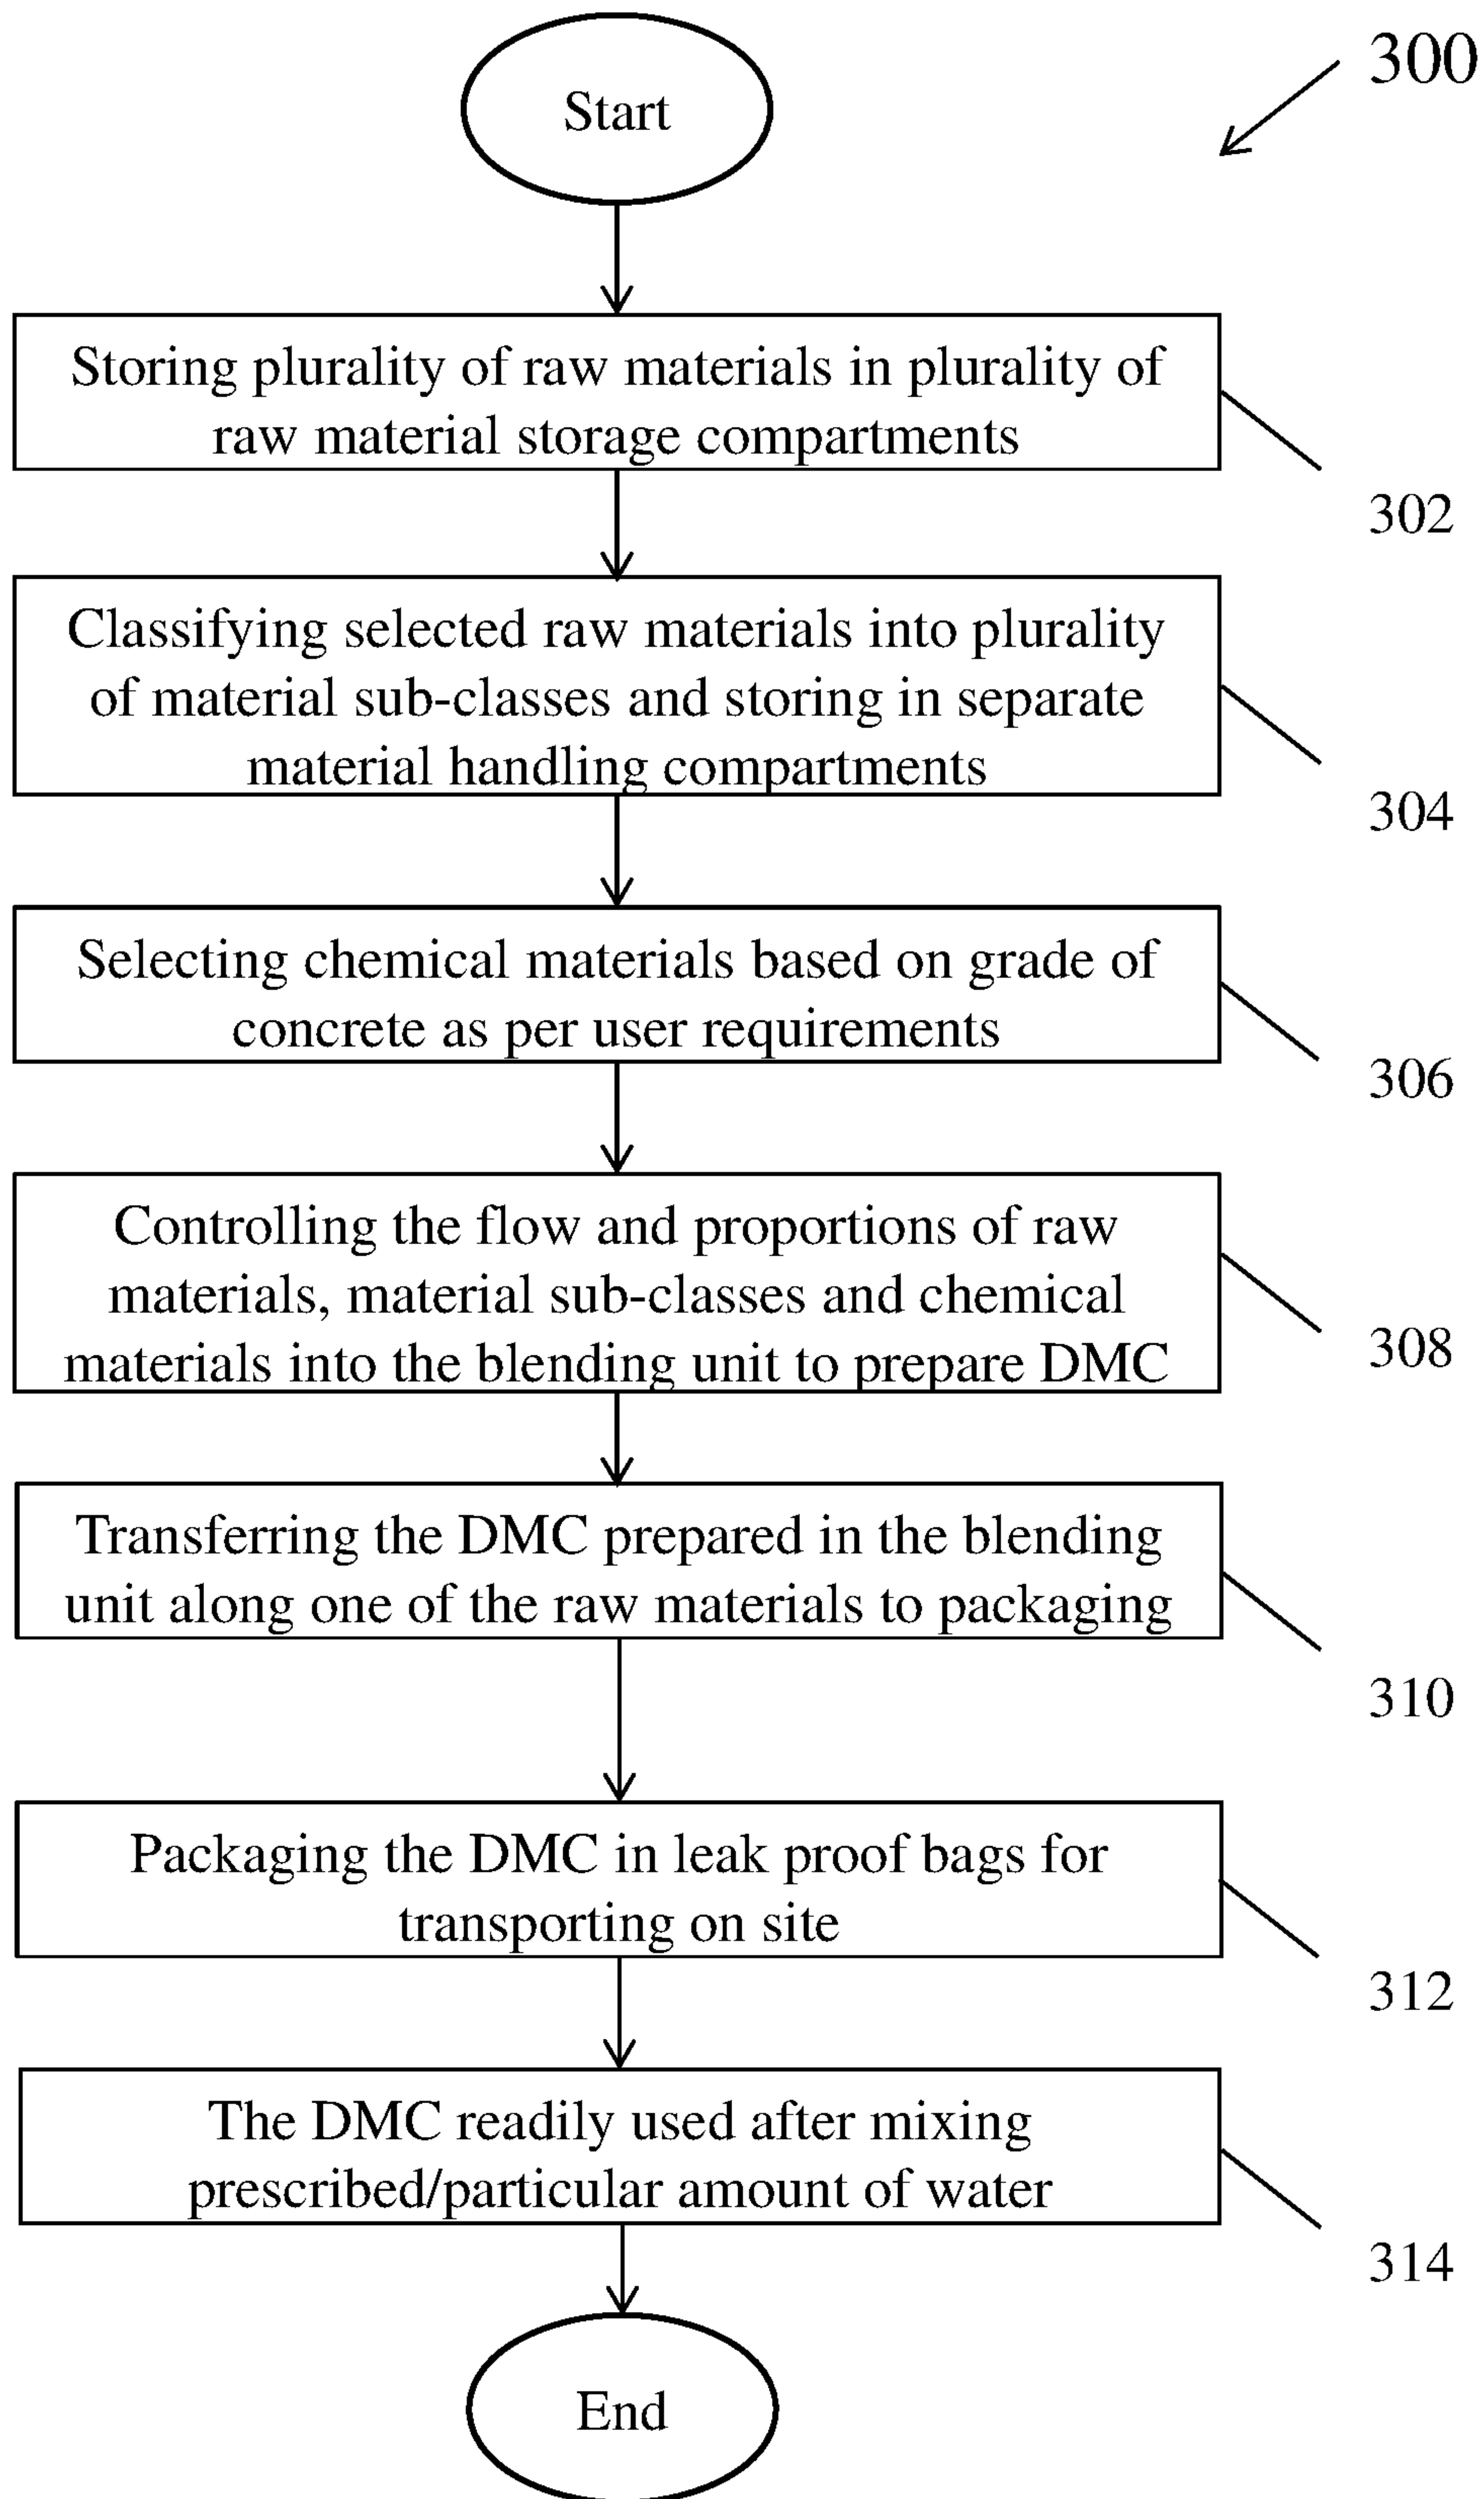 Start
300
Storing plurality of raw materials in plurality of
raw material storage compartments
302
Classifying selected raw materials into plurality
of material sub-classes and storing in separate
material handling compartments
304
Selecting chemical materials based on grade of
concrete as per user requirements
306
Controlling the flow and proportions of raw
materials, material sub-classes and chemical
materials into the blending unit to prepare DMC
308
Transferring the DMC prepared in the blending
unit along one of the raw materials to packaging
310
Packaging the DMC in leak proof bags for
transporting on site
312
The DMC readily used after mixing
prescribed/particular amount of water
314
End